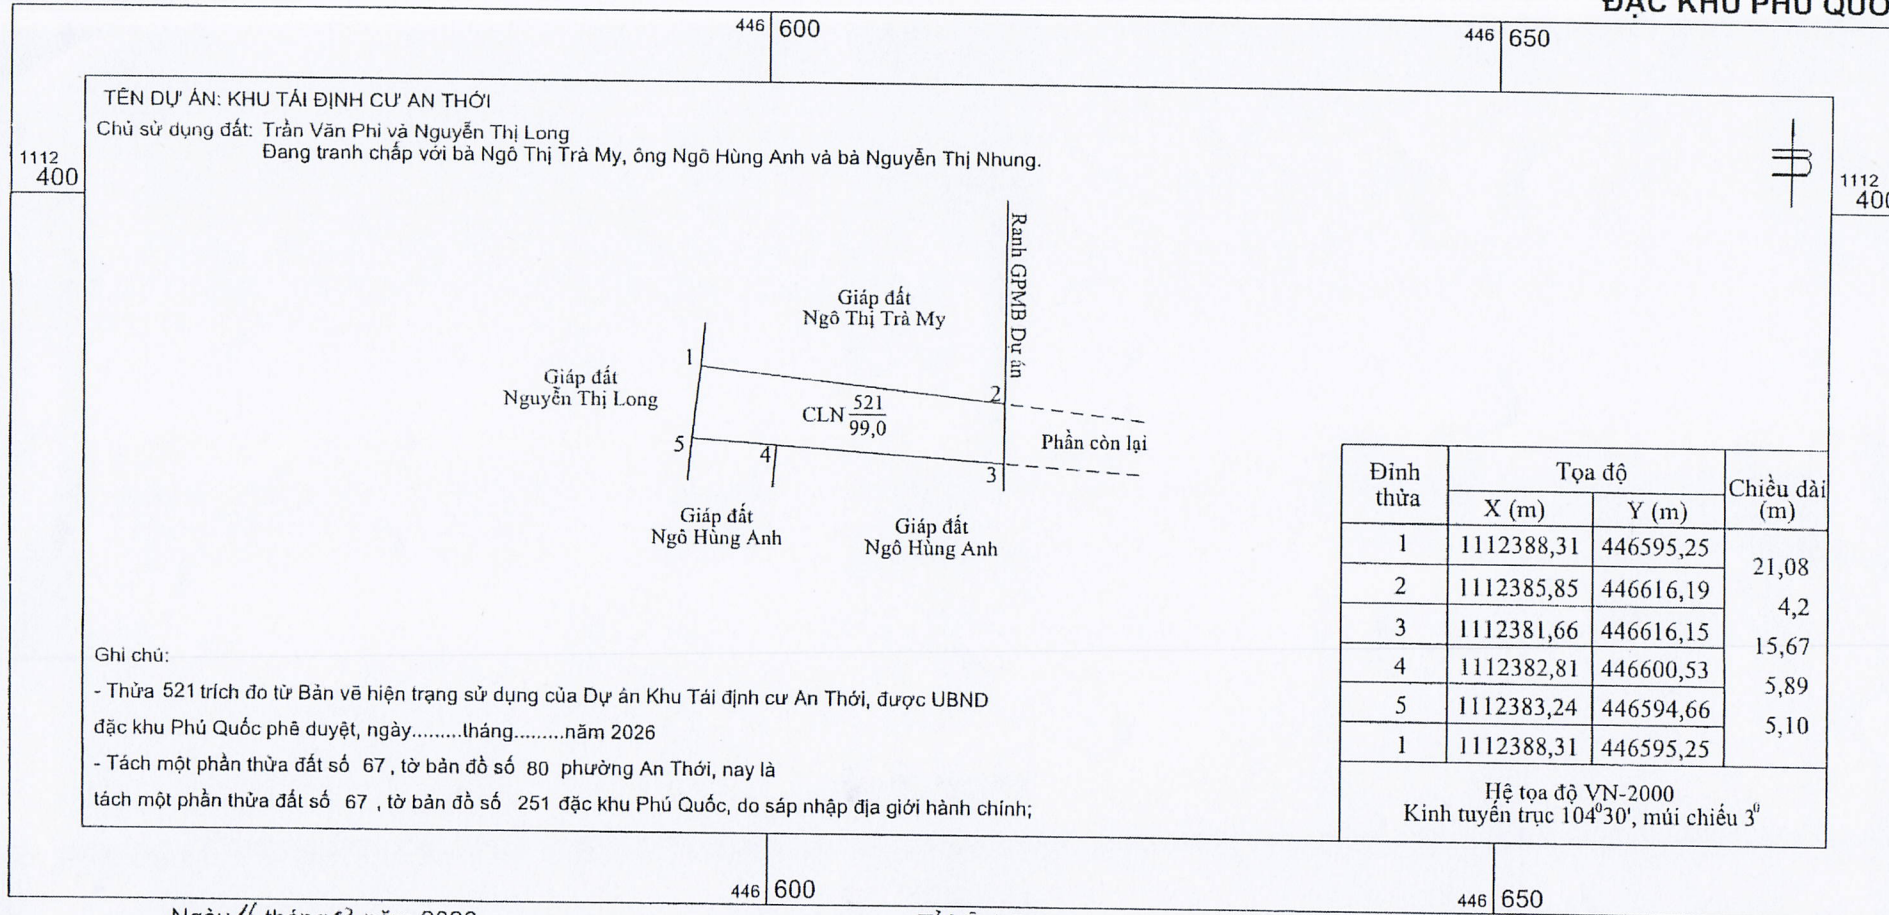 ĐẶC KHU PHÚ QUỐ
446 600
446 650
TÊN DỰ ÁN: KHU TÁI ĐỊNH CƯ AN THỚI
Chủ sử dụng đất: Trần Văn Phi và Nguyễn Thị Long
Đang tranh chấp với bà Ngô Thị Trà My, ông Ngô Hùng Anh và bà Nguyễn Thị Nhung.
1112
400
B
1112
400
Ranh GPMB Dự án
Giáp đất
Ngô Thị Trà My
1
Giáp đất
Nguyễn Thị Long
2
CLN 521
99,0
5
4
Phần còn lại
3
Giáp đất
Ngô Hùng Anh
Giáp đất
Ngô Hùng Anh
Đỉnh thửa Tọa độ Chiều dài (m)
X (m) Y (m)
1 1112388,31 446595,25
21,08
2 1112385,85 446616,19
4,2
3 1112381,66 446616,15
15,67
4 1112382,81 446600,53
5,89
5 1112383,24 446594,66
5,10
1 1112388,31 446595,25
Hệ tọa độ VN-2000
Kinh tuyến trục 104⁰30', múi chiếu 3⁰
Ghi chú:
- Thửa 521 trích đo từ Bản vẽ hiện trạng sử dụng của Dự án Khu Tái định cư An Thới, được UBND
đặc khu Phú Quốc phê duyệt, ngày.........tháng.........năm 2026
- Tách một phần thửa đất số 67 , tờ bản đồ số 80 phường An Thới, nay là
tách một phần thửa đất số 67 , tờ bản đồ số 251 đặc khu Phú Quốc, do sáp nhập địa giới hành chính;
446 600
446 650